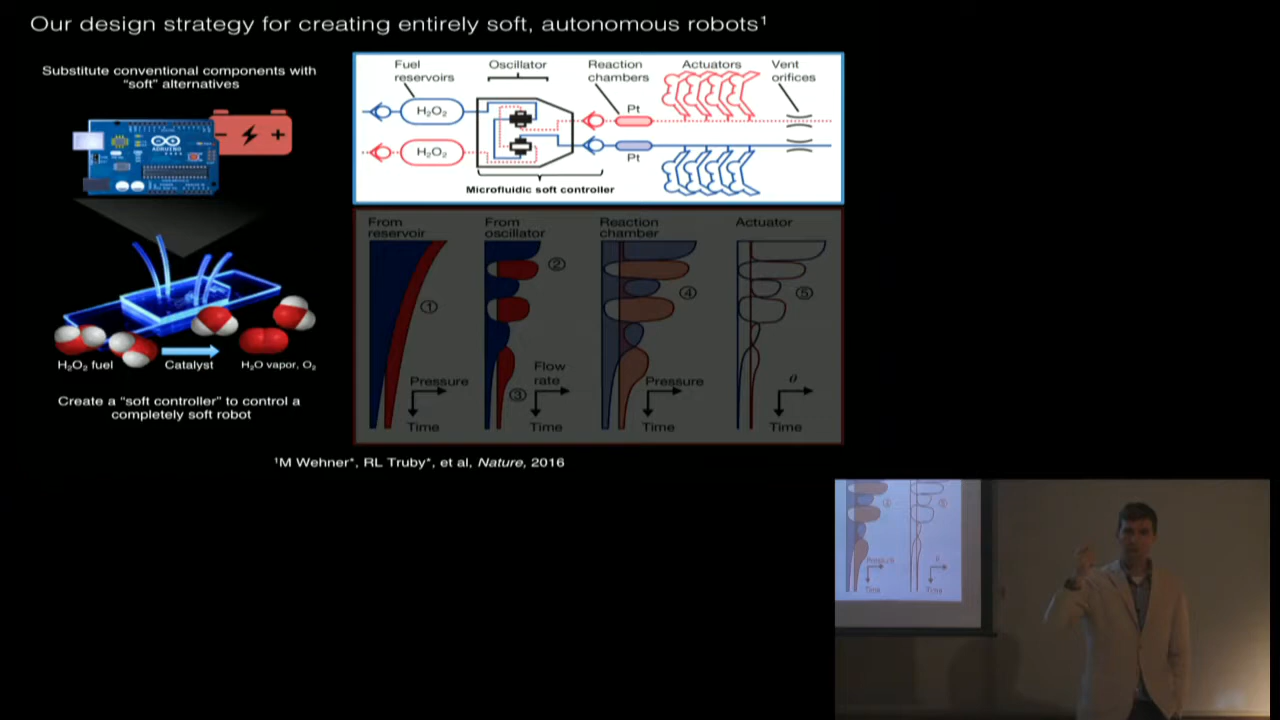 Our design strategy for creating entirely soft, autonomous robots¹
Substitute conventional components with
"soft" alternatives
H₂O₂ fuel
Catalyst
H₂O vapor, O₂
Create a "soft controller" to control a
completely soft robot
Fuel
reservoirs
Oscillator
Reaction
chambers
Actuators
Vent
orifices
H₂O₂
Pt
H₂O₂
Pt
Microfluidic soft controller
From
reservoir
From
oscillator
Reaction
chamber
Actuator
①
②
③
④
⑤
Pressure
Time
Flow
rate
Time
Pressure
Time
θ
Time
¹M Wehner*, RL Truby*, et al, Nature, 2016
Pressure
Time
Time